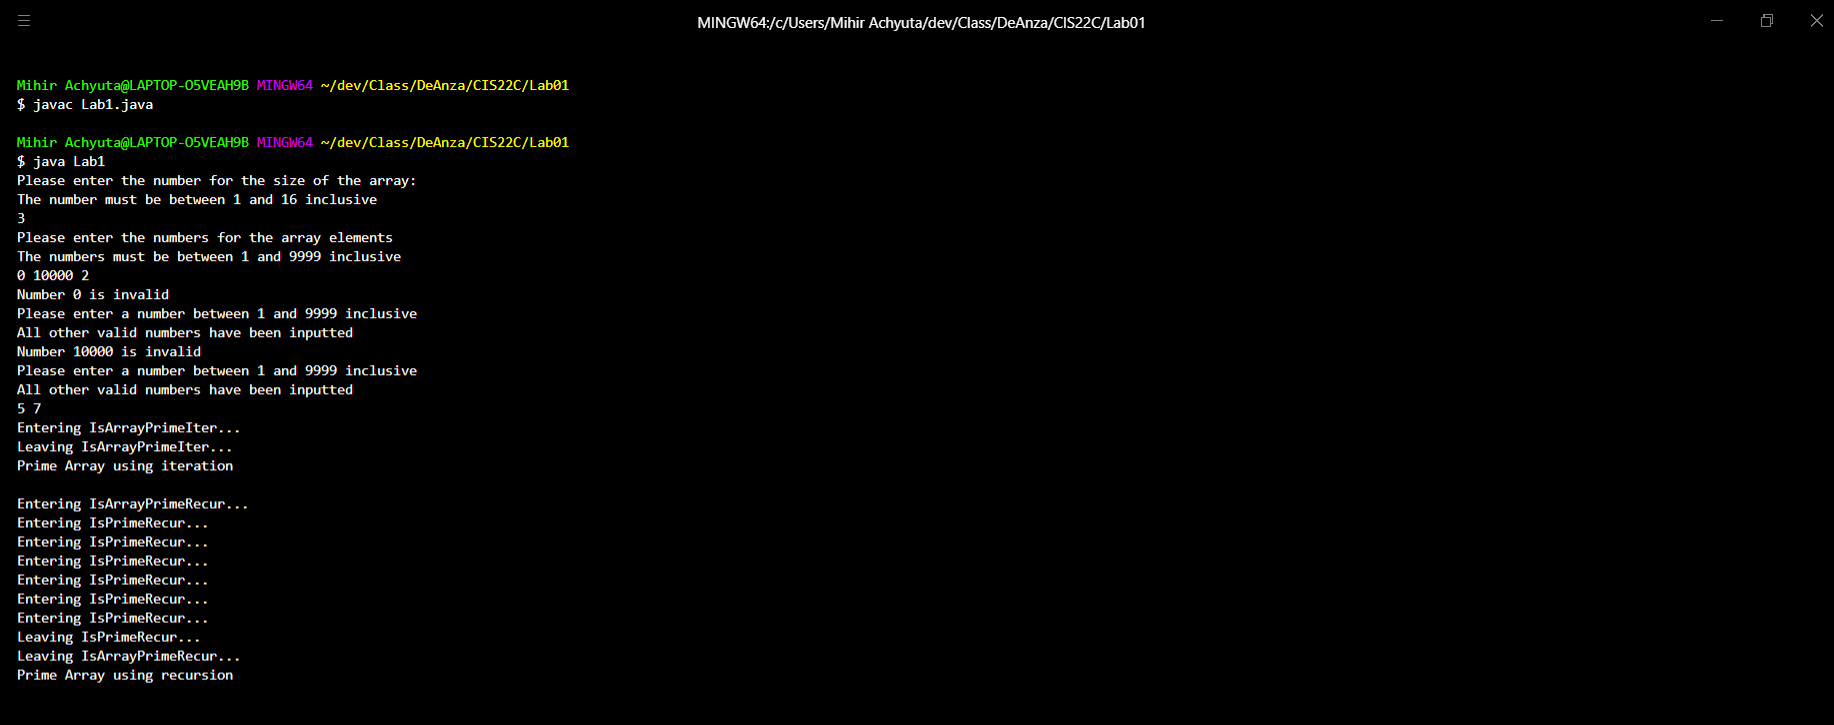 MINGW64:/c/Users/Mihir Achyuta/dev/Class/DeAnza/CIS22C/Lab01
Mihir Achyuta@LAPTOP-O5VEAH9B MINGW64 ~/dev/Class/DeAnza/CIS22C/Lab01
$ javac Lab1.java
Mihir Achyuta@LAPTOP-O5VEAH9B MINGW64 ~/dev/Class/DeAnza/CIS22C/Lab01
$ java Lab1
Please enter the number for the size of the array:
The number must be between 1 and 16 inclusive
3
Please enter the numbers for the array elements
The numbers must be between 1 and 9999 inclusive
0 10000 2
Number 0 is invalid
Please enter a number between 1 and 9999 inclusive
All other valid numbers have been inputted
Number 10000 is invalid
Please enter a number between 1 and 9999 inclusive
All other valid numbers have been inputted
5 7
Entering IsArrayPrimeIter...
Leaving IsArrayPrimeIter...
Prime Array using iteration
Entering IsArrayPrimeRecur...
Entering IsPrimeRecur...
Entering IsPrimeRecur...
Entering IsPrimeRecur...
Entering IsPrimeRecur...
Entering IsPrimeRecur...
Entering IsPrimeRecur...
Leaving IsPrimeRecur...
Leaving IsArrayPrimeRecur...
Prime Array using recursion